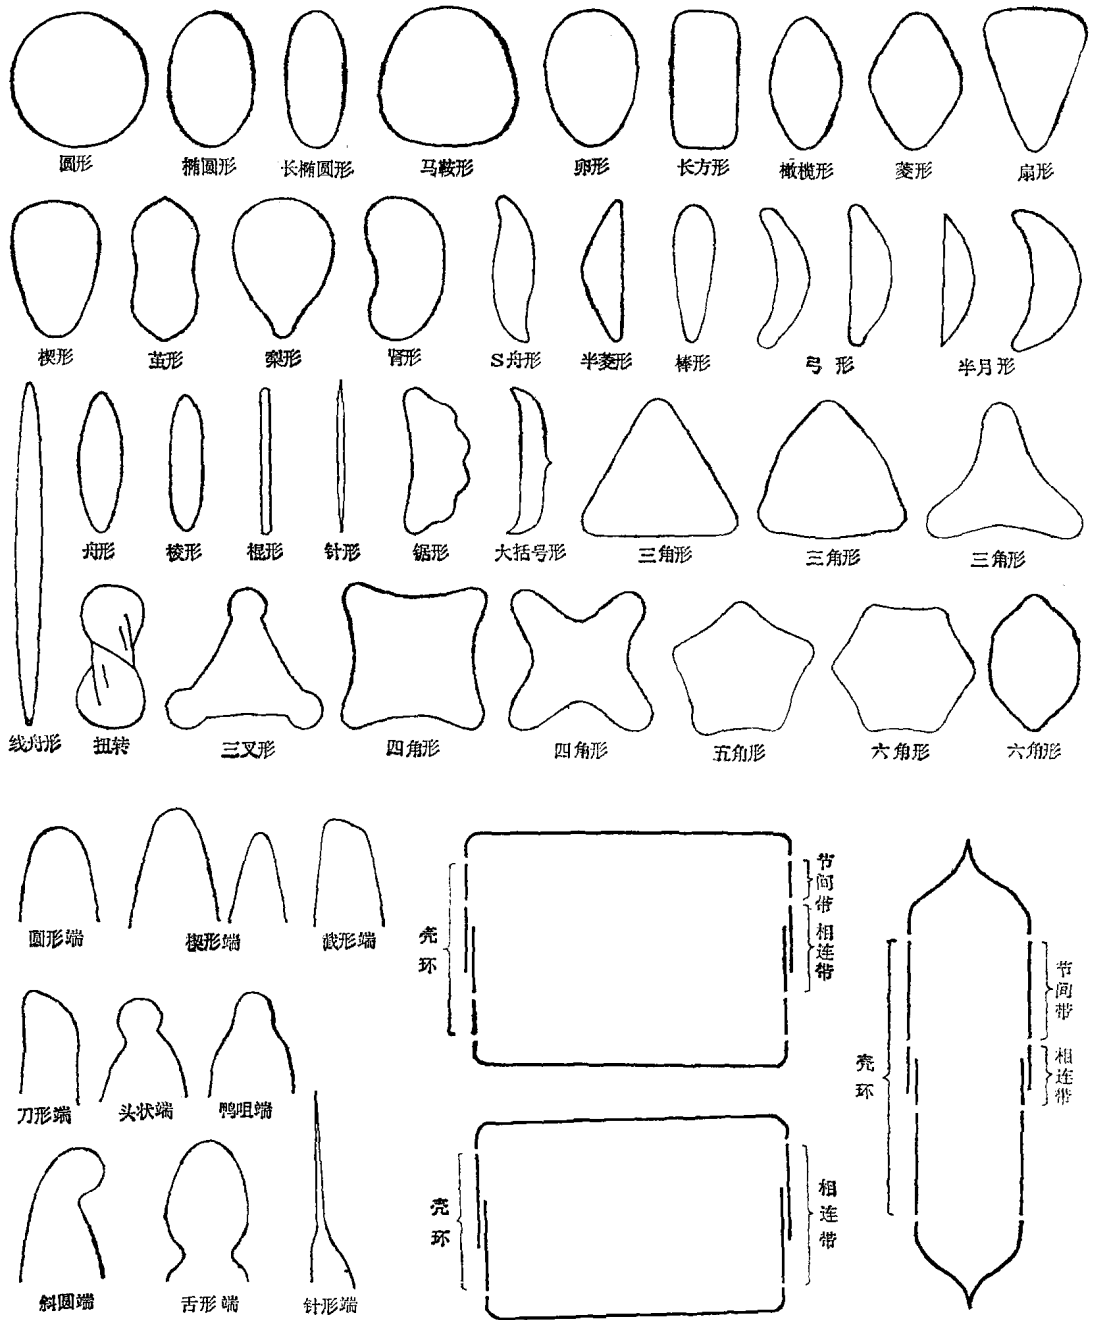 圆形 椭圆形 长椭圆形 马鞍形 卵形 长方形 橄榄形 菱形 扇形
楔形 茧形 梨形 肾形 S舟形 半菱形 棒形 弓 形 半月形
舟形 棱形 棍形 针形 锯形 大括号形 三角形 三角形 三角形
线舟形 扭转 三叉形 四角形 四角形 五角形 六角形 六角形
圆形端 楔形端 截形端
刀形端 头状端 鸭咀端
斜圆端 舌形端 针形端
壳环
节间带
相连带
壳环
相连带
壳环
节间带
相连带